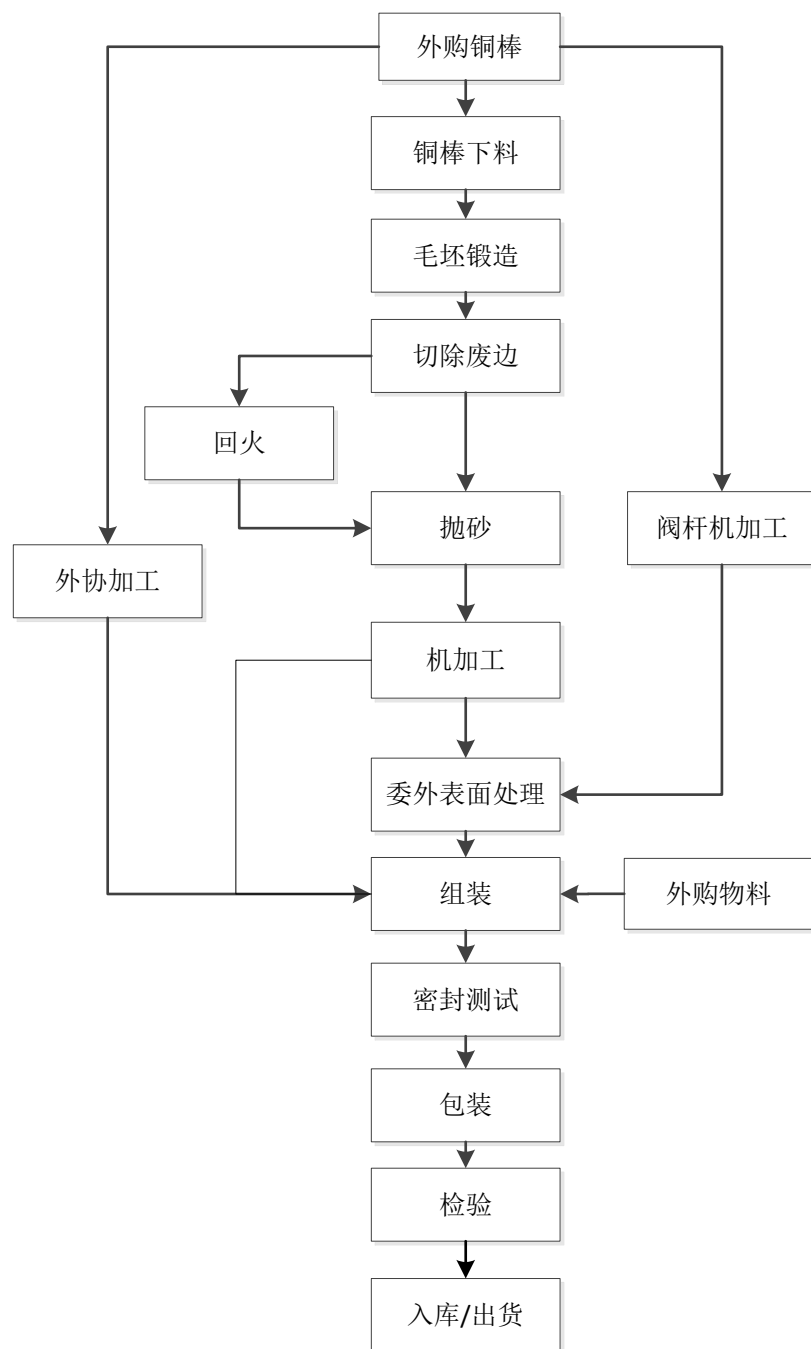 外购铜棒
铜棒下料
毛坯锻造
切除废边
回火
抛砂
阀杆机加工
外协加工
机加工
委外表面处理
组装
外购物料
密封测试
包装
检验
入库/出货